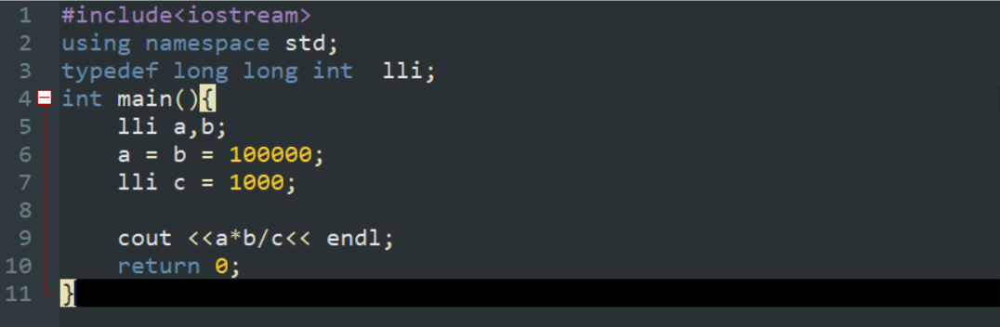 1 #include<iostream>
2 using namespace std;
3 typedef long long int  lli;
4 int main(){
5     lli a,b;
6     a = b = 100000;
7     lli c = 1000;
8
9     cout <<a*b/c<< endl;
10     return 0;
11 }